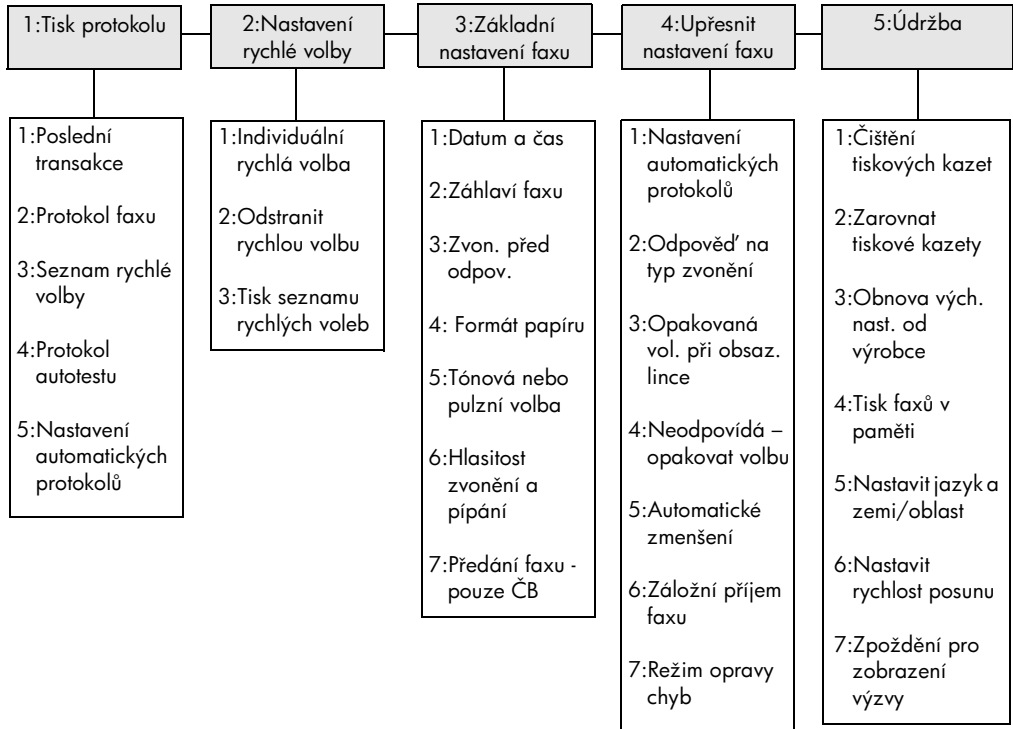 1:Tisk protokolu
2:Nastavení
rychlé volby
3:Základní
nastavení faxu
4:Upřesnit
nastavení faxu
5:Údržba
1:Poslední
transakce
2:Protokol faxu
3:Seznam rychlé
volby
4:Protokol
autotestu
5:Nastavení
automatických
protokolů
1:Individuální
rychlá volba
2:Odstranit
rychlou volbu
3:Tisk seznamu
rychlých voleb
1:Datum a čas
2:Záhlaví faxu
3:Zvon. před
odpov.
4: Formát papíru
5:Tónová nebo
pulzní volba
6:Hlasitost
zvonění a
pípání
7:Předání faxu -
pouze ČB
1:Nastavení
automatických
protokolů
2:Odpověď na
typ zvonění
3:Opakovaná
vol. při obsaz.
lince
4:Neodpovídá –
opakovat volbu
5:Automatické
zmenšení
6:Záložní příjem
faxu
7:Režim opravy
chyb
1:Čištění
tiskových kazet
2:Zarovnat
tiskové kazety
3:Obnova vých.
nast. od
výrobce
4:Tisk faxů v
paměti
5:Nastavit jazyk a
zemi/oblast
6:Nastavit
rychlost posunu
7:Zpoždění pro
zobrazení
výzvy